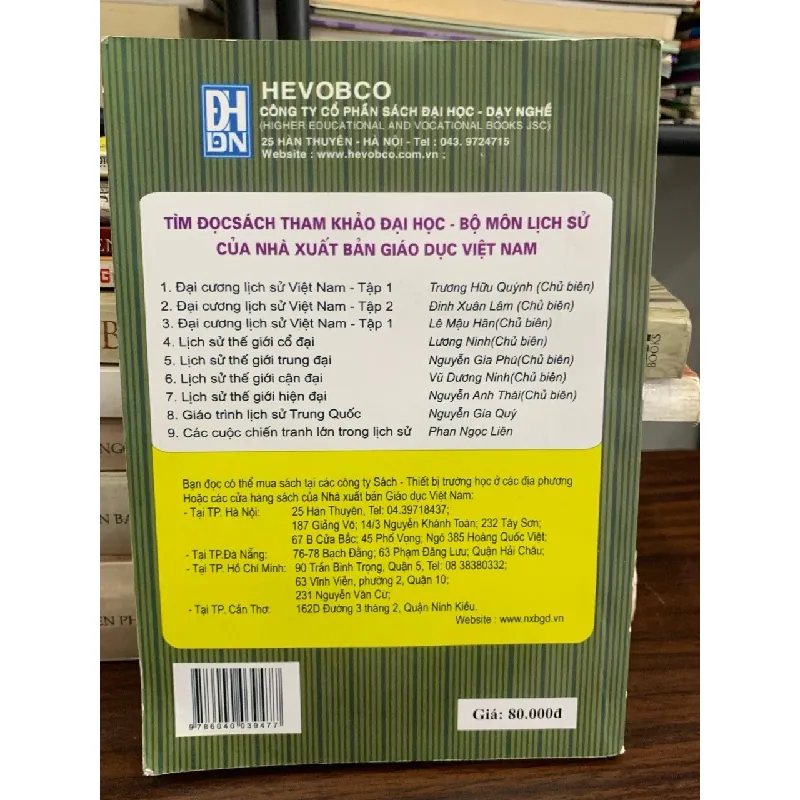 ĐH
DN
HEVOBCO
CÔNG TY CỔ PHẦN SÁCH ĐẠI HỌC - DẠY NGHỀ
(HIGHER EDUCATIONAL AND VOCATIONAL BOOKS JSC)
25 HÀN THUYÊN - HÀ NỘI - Tel : 043. 9724715
Website : www.hevobco.com.vn ;
TÌM ĐỌCSÁCH THAM KHẢO ĐẠI HỌC - BỘ MÔN LỊCH SỬ
CỦA NHÀ XUẤT BẢN GIÁO DỤC VIỆT NAM
1. Đại cương lịch sử Việt Nam - Tập 1 Trương Hữu Quýnh (Chủ biên)
2. Đại cương lịch sử Việt Nam - Tập 2 Đinh Xuân Lâm (Chủ biên)
3. Đại cương lịch sử Việt Nam - Tập 1 Lê Mậu Hãn(Chủ biên)
4. Lịch sử thế giới cổ đại Lương Ninh(Chủ biên)
5. Lịch sử thế giới trung đại Nguyễn Gia Phu(Chủ biên)
6. Lịch sử thế giới cận đại Vũ Dương Ninh(Chủ biên)
7. Lịch sử thế giới hiện đại Nguyễn Anh Thái(Chủ biên)
8. Giáo trình lịch sử Trung Quốc Nguyễn Gia Quý
9. Các cuộc chiến tranh lớn trong lịch sử Phan Ngọc Liên
Bạn đọc có thể mua sách tại các công ty Sách - Thiết bị trường học ở các địa phương
Hoặc các cửa hàng sách của Nhà xuất bản Giáo dục Việt Nam:
- Tại TP. Hà Nội: 25 Hàn Thuyên, Tel; 04.39718437;
187 Giảng Võ; 14/3 Nguyễn Khánh Toàn; 232 Tây Sơn;
67 B Cửa Bắc; 45 Phố Vọng; Ngõ 385 Hoàng Quốc Việt;
- Tại TP.Đà Nẵng: 76-78 Bạch Đằng; 63 Phạm Đăng Lưu; Quận Hải Châu;
- Tại TP. Hồ Chí Minh: 90 Trần Bình Trọng, Quận 5, Tel: 08 38380332;
63 Vĩnh Viễn, phường 2, Quận 10;
231 Nguyễn Văn Cừ;
- Tại TP. Cần Thơ: 162D Đường 3 tháng 2, Quận Ninh Kiều.
Website : www.nxbgd.vn
9 786040 039477
Giá: 80.000đ
BOOKS